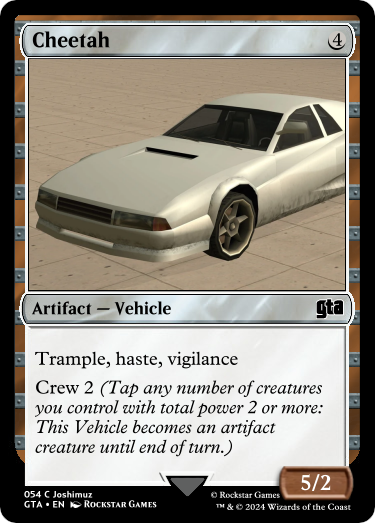 Cheetah 4
Artifact — Vehicle gta
Trample, haste, vigilance
Crew 2 (Tap any number of creatures
you control with total power 2 or more:
This Vehicle becomes an artifact
creature until end of turn.)
5/2
054 C Joshimuz © Rockstar Games
GTA • EN Rockstar Games ™ & © 2024 Wizards of the Coast